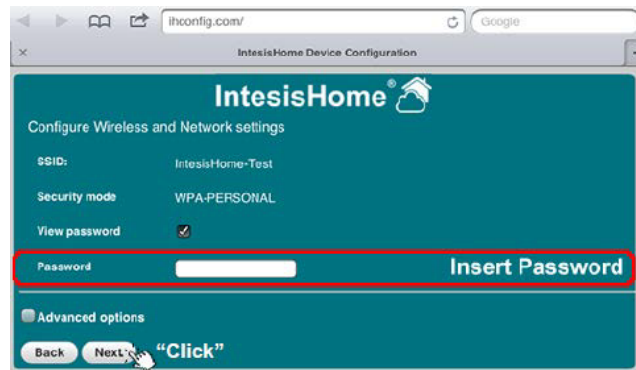 ihconfig.com/
Google
IntesisHome Device Configuration
IntesisHome®
Configure Wireless and Network settings
SSID: IntesisHome-Test
Security mode WPA-PERSONAL
View password
Password Insert Password
Advanced options
Back Next "Click"